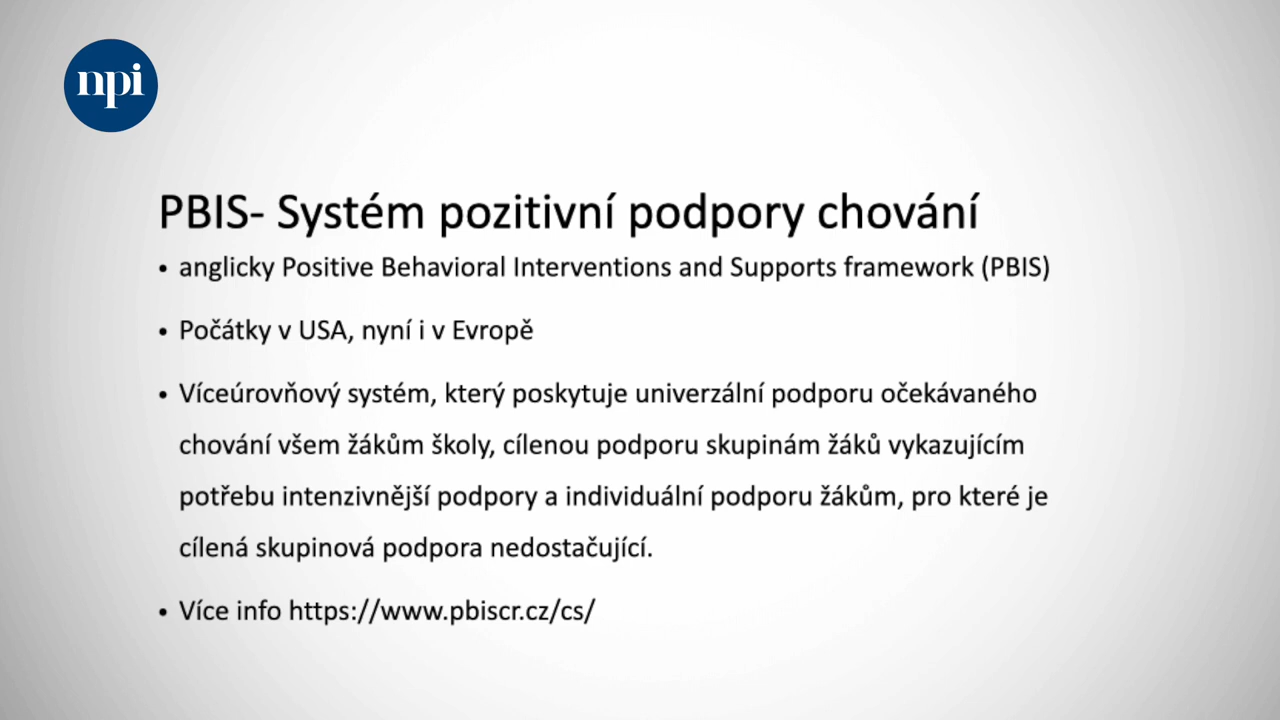 npi
PBIS- Systém pozitivní podpory chování
• anglicky Positive Behavioral Interventions and Supports framework (PBIS)
• Počátky v USA, nyní i v Evropě
• Víceúrovňový systém, který poskytuje univerzální podporu očekávaného
chování všem žákům školy, cílenou podporu skupinám žáků vykazujícím
potřebu intenzivnější podpory a individuální podporu žákům, pro které je
cílená skupinová podpora nedostačující.
• Více info https://www.pbiscr.cz/cs/